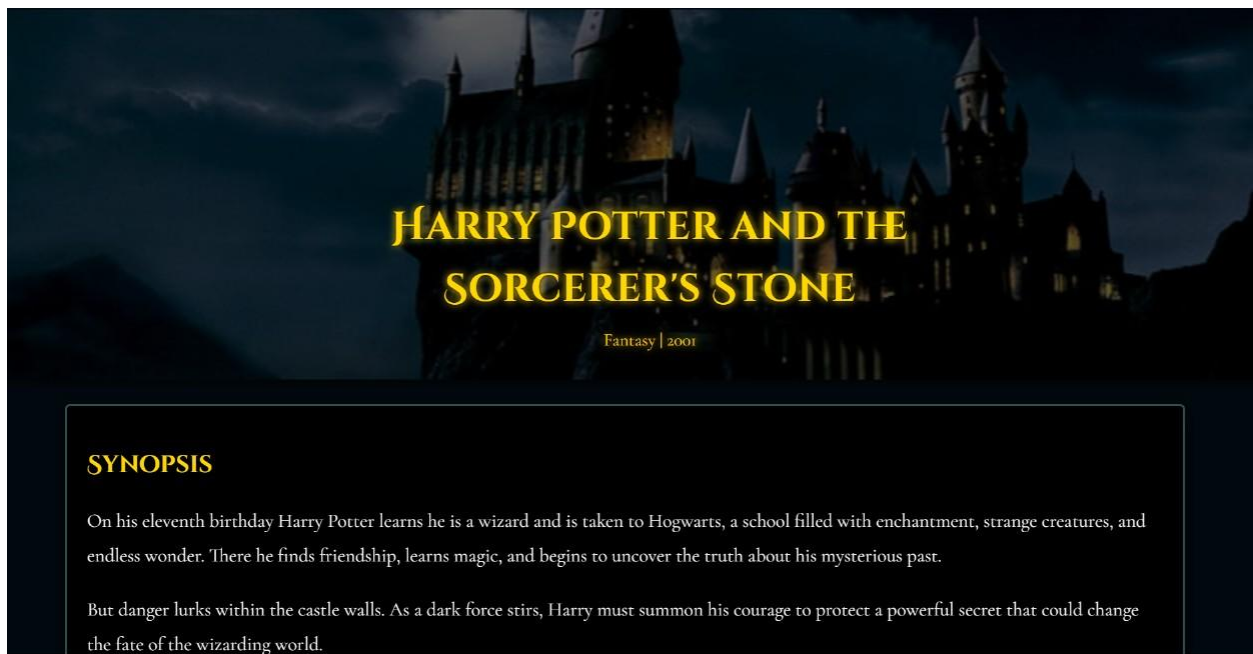 Harry Potter and the
Sorcerer's Stone
Fantasy | 2001
Synopsis
On his eleventh birthday Harry Potter learns he is a wizard and is taken to Hogwarts, a school filled with enchantment, strange creatures, and
endless wonder. There he finds friendship, learns magic, and begins to uncover the truth about his mysterious past.
But danger lurks within the castle walls. As a dark force stirs, Harry must summon his courage to protect a powerful secret that could change
the fate of the wizarding world.